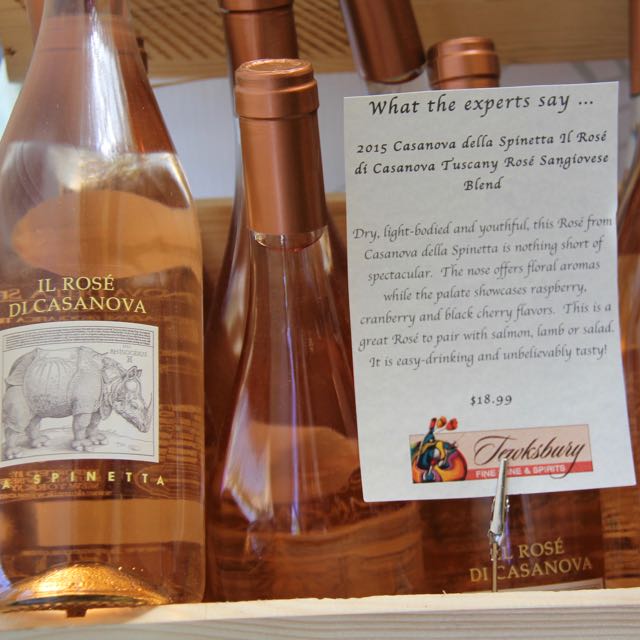 IL ROSÉ
DI CASANOVA
RHINOCERVS
A SPINETTA
What the experts say ...
2015 Casanova della Spinetta Il Rosé
di Casanova Tuscany Rosé Sangiovese
Blend
Dry, light-bodied and youthful, this Rosé from
Casanova della Spinetta is nothing short of
spectacular. The nose offers floral aromas
while the palate showcases raspberry,
cranberry and black cherry flavors. This is a
great Rosé to pair with salmon, lamb or salad.
It is easy-drinking and unbelievably tasty!
$18.99
Tewksbury
FINE WINE & SPIRITS
IL ROSÉ
DI CASANOVA